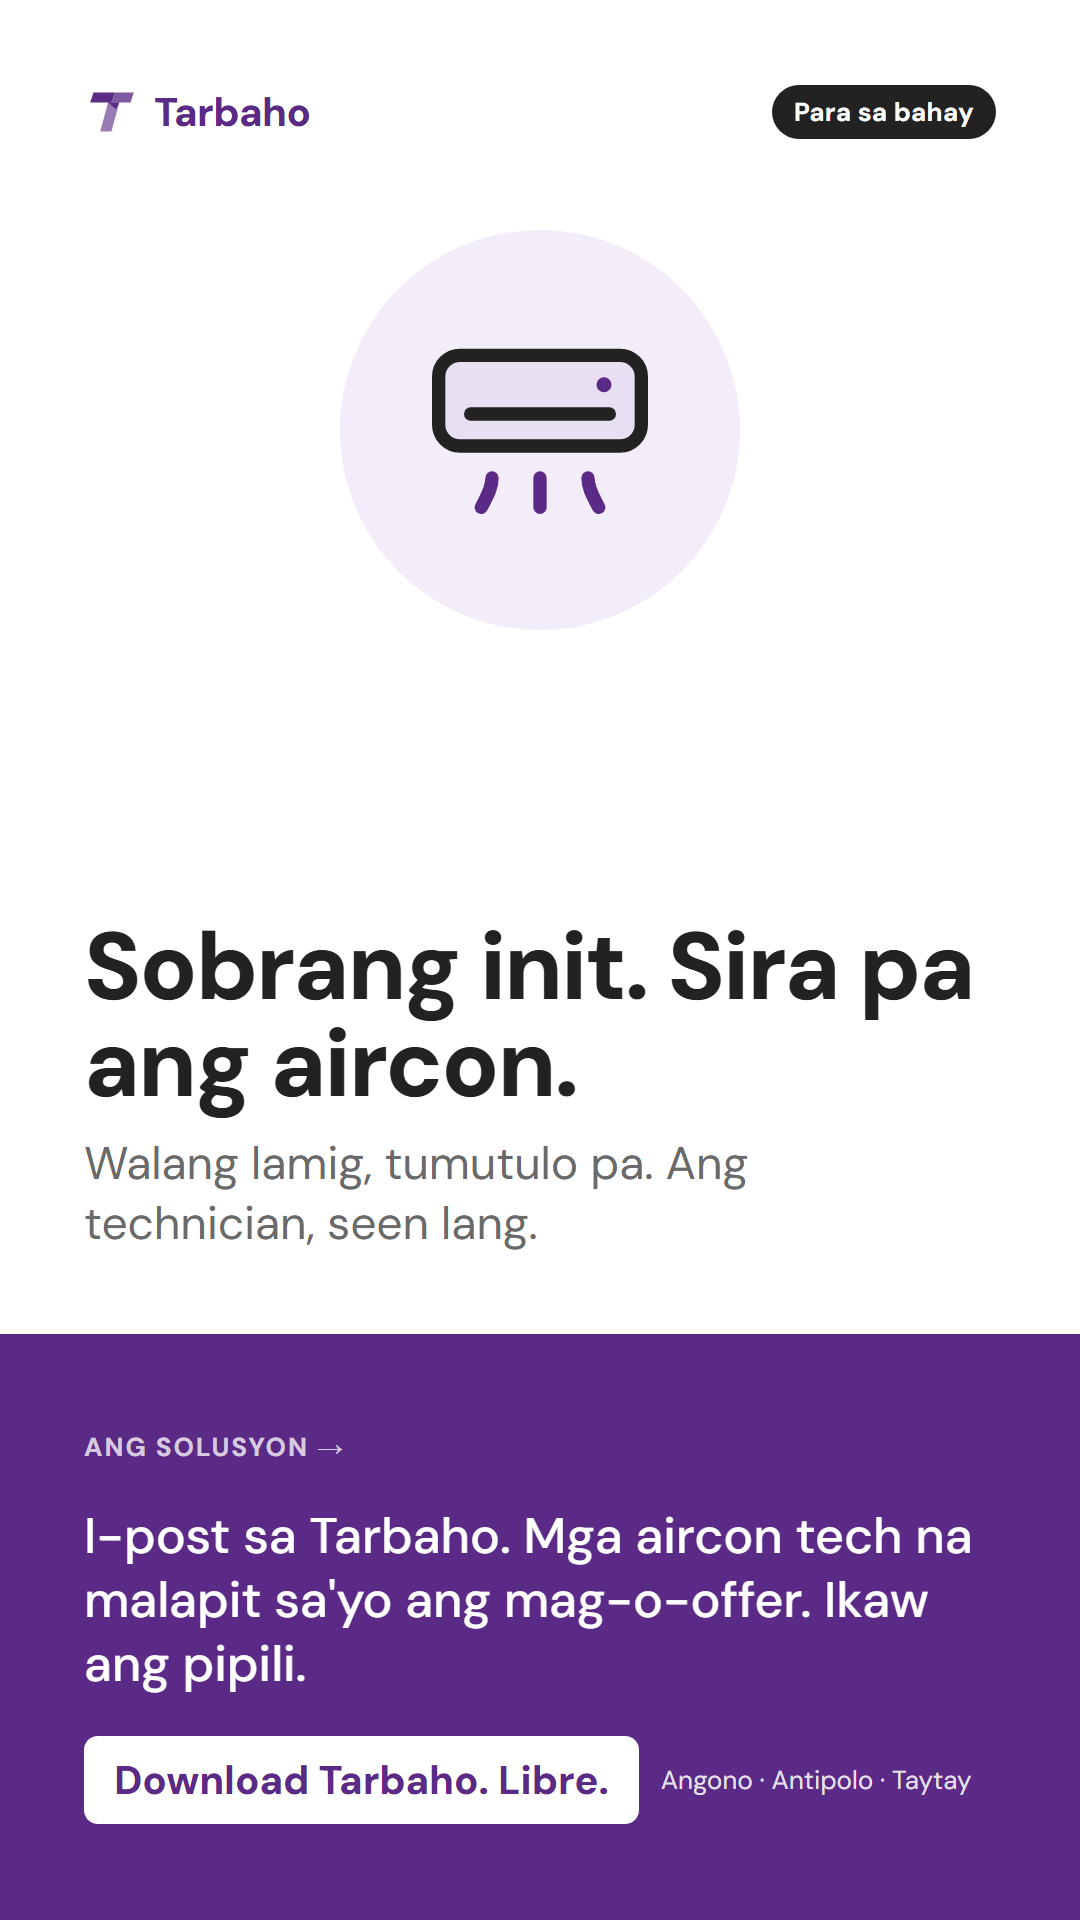 Tarbaho
Para sa bahay
Sobrang init. Sira pa
ang aircon.
Walang lamig, tumutulo pa. Ang
technician, seen lang.
ANG SOLUSYON →
I-post sa Tarbaho. Mga aircon tech na
malapit sa'yo ang mag-o-offer. Ikaw
ang pipili.
Download Tarbaho. Libre.
Angono · Antipolo · Taytay